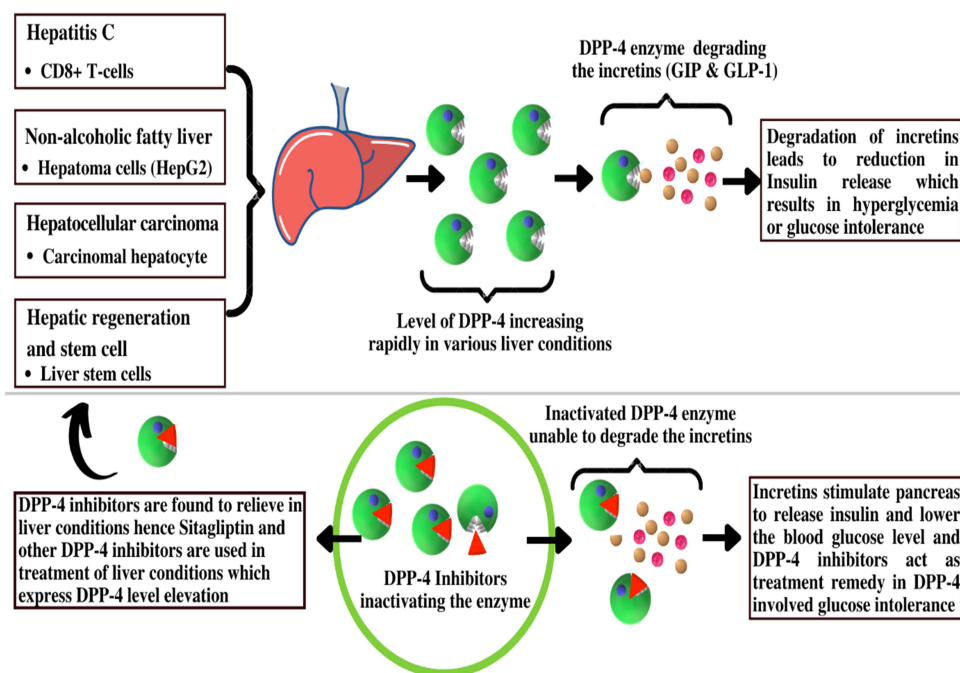 Hepatitis C
• CD8+ T-cells
Non-alcoholic fatty liver
• Hepatoma cells (HepG2)
Hepatocellular carcinoma
• Carcinomal hepatocyte
Hepatic regeneration
and stem cell
• Liver stem cells
Level of DPP-4 increasing
rapidly in various liver conditions
DPP-4 enzyme degrading
the incretins (GIP & GLP-1)
Degradation of incretins
leads to reduction in
Insulin release which
results in hyperglycemia
or glucose intolerance
DPP-4 inhibitors are found to relieve in
liver conditions hence Sitagliptin and
other DPP-4 inhibitors are used in
treatment of liver conditions which
express DPP-4 level elevation
DPP-4 Inhibitors
inactivating the enzyme
Inactivated DPP-4 enzyme
unable to degrade the incretins
Incretins stimulate pancreas
to release insulin and lower
the blood glucose level and
DPP-4 inhibitors act as
treatment remedy in DPP-4
involved glucose intolerance